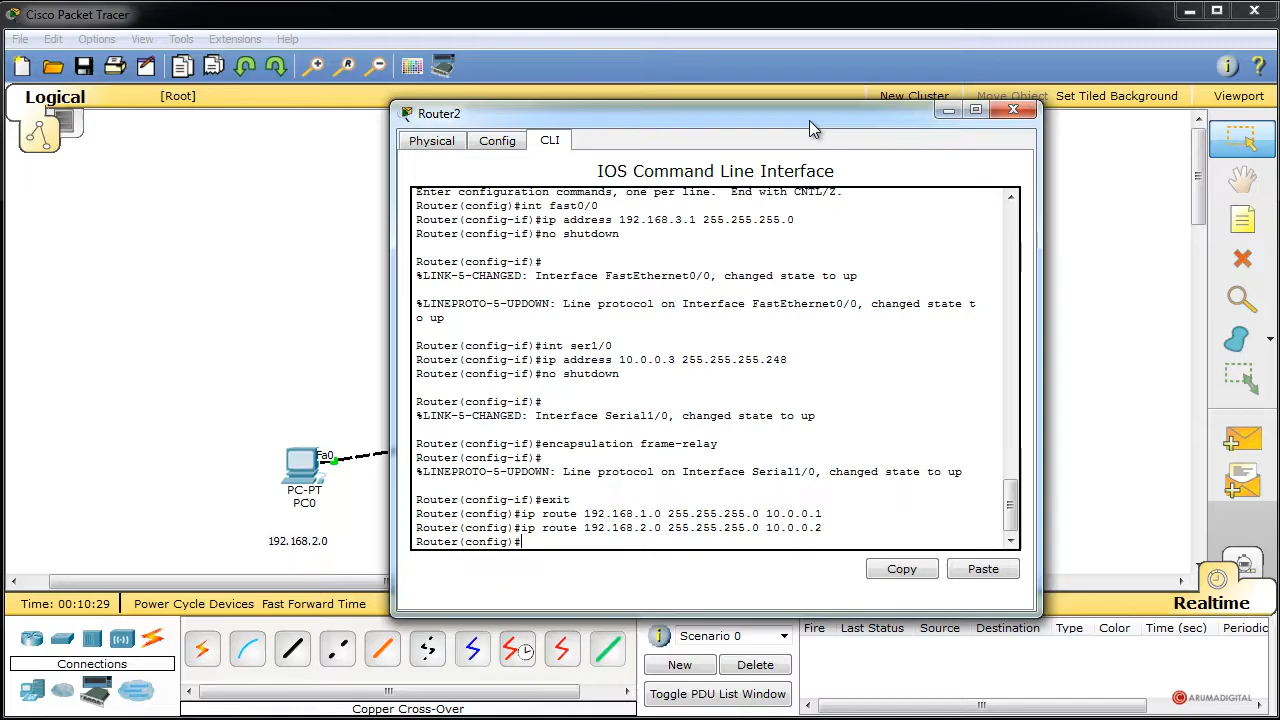 Cisco Packet Tracer
File Edit Options View Tools Extensions Help
Logical [Root] New Cluster Move Object Set Tiled Background Viewport
Router2
Physical Config CLI
IOS Command Line Interface
Enter configuration commands, one per line. End with CNTL/Z.
Router(config)#int fast0/0
Router(config-if)#ip address 192.168.3.1 255.255.255.0
Router(config-if)#no shutdown
Router(config-if)#
%LINK-5-CHANGED: Interface FastEthernet0/0, changed state to up
%LINEPROTO-5-UPDOWN: Line protocol on Interface FastEthernet0/0, changed state t
o up
Router(config-if)#int ser1/0
Router(config-if)#ip address 10.0.0.3 255.255.255.248
Router(config-if)#no shutdown
Router(config-if)#
%LINK-5-CHANGED: Interface Serial1/0, changed state to up
Router(config-if)#encapsulation frame-relay
Router(config-if)#
%LINEPROTO-5-UPDOWN: Line protocol on Interface Serial1/0, changed state to up
Router(config-if)#exit
Router(config)#ip route 192.168.1.0 255.255.255.0 10.0.0.1
Router(config)#ip route 192.168.2.0 255.255.255.0 10.0.0.2
Router(config)#
Copy Paste
Fa0
PC-PT
PC0
192.168.2.0
Time: 00:10:29 Power Cycle Devices Fast Forward Time Realtime
Connections
Copper Cross-Over
Scenario 0
New Delete
Toggle PDU List Window
Fire Last Status Source Destination Type Color Time (sec) Periodic
CARUMADIGITAL